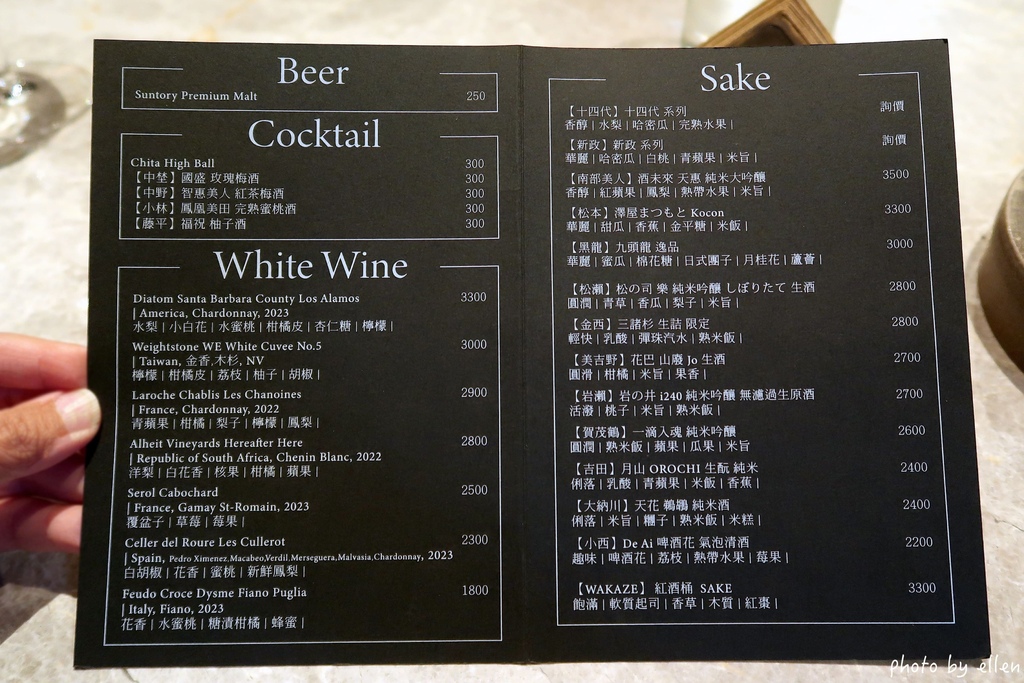 Beer
Suntory Premium Malt 250
Cocktail
Chita High Ball 300
【中埜】國盛 玫瑰梅酒 300
【中野】智惠美人 紅茶梅酒 300
【小林】鳳凰美田 完熟蜜桃酒 300
【藤平】福祝 柚子酒 300
White Wine
Diatom Santa Barbara County Los Alamos 3300
| America, Chardonnay, 2023
水梨 | 小白花 | 水蜜桃 | 柑橘皮 | 杏仁糖 | 檸檬 |
Weightstone WE White Cuvee No.5 3000
| Taiwan, 金香,木杉, NV
檸檬 | 柑橘皮 | 荔枝 | 柚子 | 胡椒 |
Laroche Chablis Les Chanoines 2900
| France, Chardonnay, 2022
青蘋果 | 柑橘 | 梨子 | 檸檬 | 鳳梨 |
Alheit Vineyards Hereafter Here 2800
| Republic of South Africa, Chenin Blanc, 2022
洋梨 | 白花香 | 核果 | 柑橘 | 蘋果 |
Serol Cabochard 2500
| France, Gamay St-Romain, 2023
覆盆子 | 草莓 | 莓果 |
Celler del Roure Les Cullerot 2300
| Spain, Pedro Ximenez,Macabeo,Verdil,Merseguera,Malvasia,Chardonnay, 2023
白胡椒 | 花香 | 蜜桃 | 新鮮鳳梨 |
Feudo Croce Dysme Fiano Puglia 1800
| Italy, Fiano, 2023
花香 | 水蜜桃 | 糖漬柑橘 | 蜂蜜 |
Sake
【十四代】十四代 系列 詢價
香醇 | 水梨 | 哈密瓜 | 完熟水果 |
【新政】新政 系列 詢價
華麗 | 哈密瓜 | 白桃 | 青蘋果 | 米旨 |
【南部美人】酒未來 天惠 純米大吟釀 3500
香醇 | 紅蘋果 | 鳳梨 | 熱帶水果 | 米旨 |
【松本】澤屋まつもと Kocon 3300
華麗 | 甜瓜 | 香蕉 | 金平糖 | 米飯 |
【黑龍】九頭龍 逸品 3000
華麗 | 蜜瓜 | 棉花糖 | 日式團子 | 月桂花 | 蘆薈 |
【松瀨】松の司 樂 純米吟釀 しぼりたて 生酒 2800
圓潤 | 青草 | 香瓜 | 梨子 | 米旨 |
【金西】三諸杉 生詰 限定 2800
輕快 | 乳酸 | 彈珠汽水 | 熟米飯 |
【美吉野】花巴 山廢 Jo 生酒 2700
圓滑 | 柑橘 | 米旨 | 果香 |
【岩瀨】岩の井 i240 純米吟釀 無濾過生原酒 2700
活潑 | 桃子 | 米旨 | 熟米飯 |
【賀茂鶴】一滴入魂 純米吟釀 2600
圓潤 | 熟米飯 | 蘋果 | 瓜果 | 米旨
【吉田】月山 OROCHI 生酛 純米 2400
俐落 | 乳酸 | 青蘋果 | 米飯 | 香蕉 |
【大納川】天花 鵜鶘 純米酒 2400
俐落 | 米旨 | 糰子 | 熟米飯 | 米糕 |
【小西】De Ai 啤酒花 氣泡清酒 2200
趣味 | 啤酒花 | 荔枝 | 熱帶水果 | 莓果 |
【WAKAZE】 紅酒桶 SAKE 3300
飽滿 | 軟質起司 | 香草 | 木質 | 紅棗 |
photo by ellen